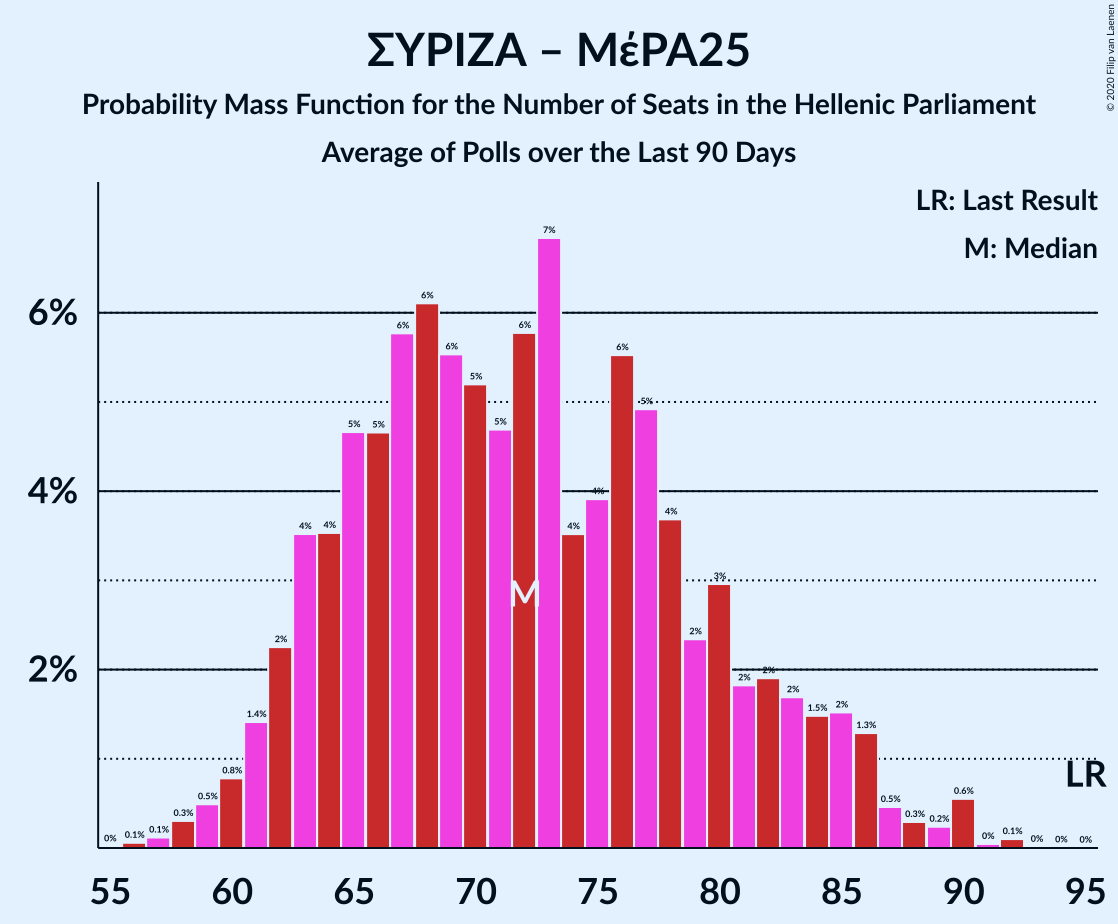 ΣΥΡΙΖΑ – ΜέΡΑ25
Probability Mass Function for the Number of Seats in the Hellenic Parliament
Average of Polls over the Last 90 Days
© 2020 Filip van Laenen
LR: Last Result
M: Median
6%
4%
2%
0% 0.1% 0.1% 0.3% 0.5% 0.8% 1.4% 2% 4% 4% 5% 5% 6% 6% 6% 5% 5% 6% 7% 4% 4% 6% 5% 4% 2% 3% 2% 2% 2% 1.5% 2% 1.3% 0.5% 0.3% 0.2% 0.6% 0% 0.1% 0% 0% 0%
M
LR
55 60 65 70 75 80 85 90 95